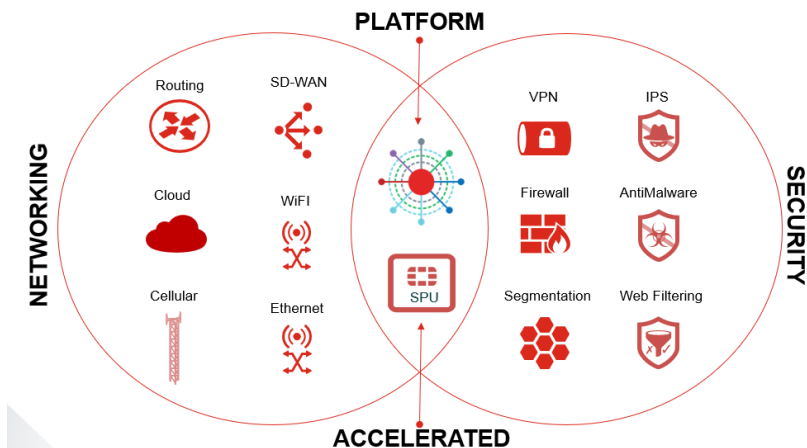 PLATFORM
NETWORKING
SECURITY
Routing
SD-WAN
VPN
IPS
Cloud
WiFI
Firewall
AntiMalware
Cellular
Ethernet
SPU
Segmentation
Web Filtering
ACCELERATED